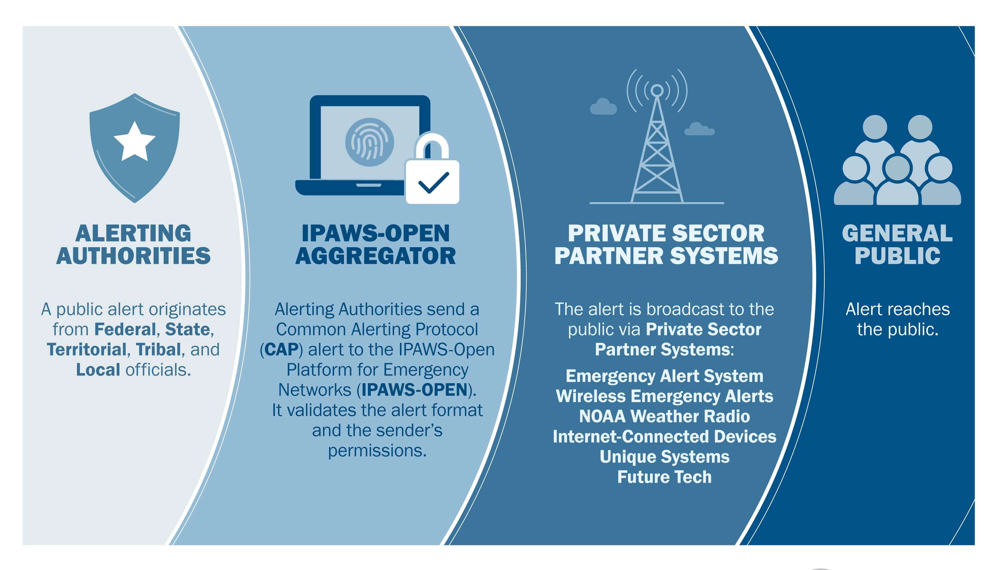 ALERTING
AUTHORITIES
A public alert originates
from Federal, State,
Territorial, Tribal, and
Local officials.
IPAWS-OPEN
AGGREGATOR
Alerting Authorities send a
Common Alerting Protocol
(CAP) alert to the IPAWS-Open
Platform for Emergency
Networks (IPAWS-OPEN).
It validates the alert format
and the sender’s
permissions.
PRIVATE SECTOR
PARTNER SYSTEMS
The alert is broadcast to the
public via Private Sector
Partner Systems:
Emergency Alert System
Wireless Emergency Alerts
NOAA Weather Radio
Internet-Connected Devices
Unique Systems
Future Tech
GENERAL
PUBLIC
Alert reaches
the public.